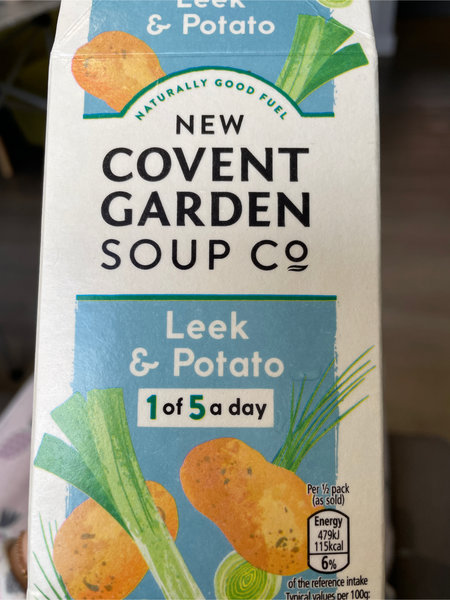 Leek
& Potato
NATURALLY GOOD FUEL
NEW
COVENT
GARDEN
SOUP Co
Leek
& Potato
1 of 5 a day
Per ½ pack
(as sold)
Energy
479kJ
115kcal
6%
of the reference intake
Typical values per 100g: